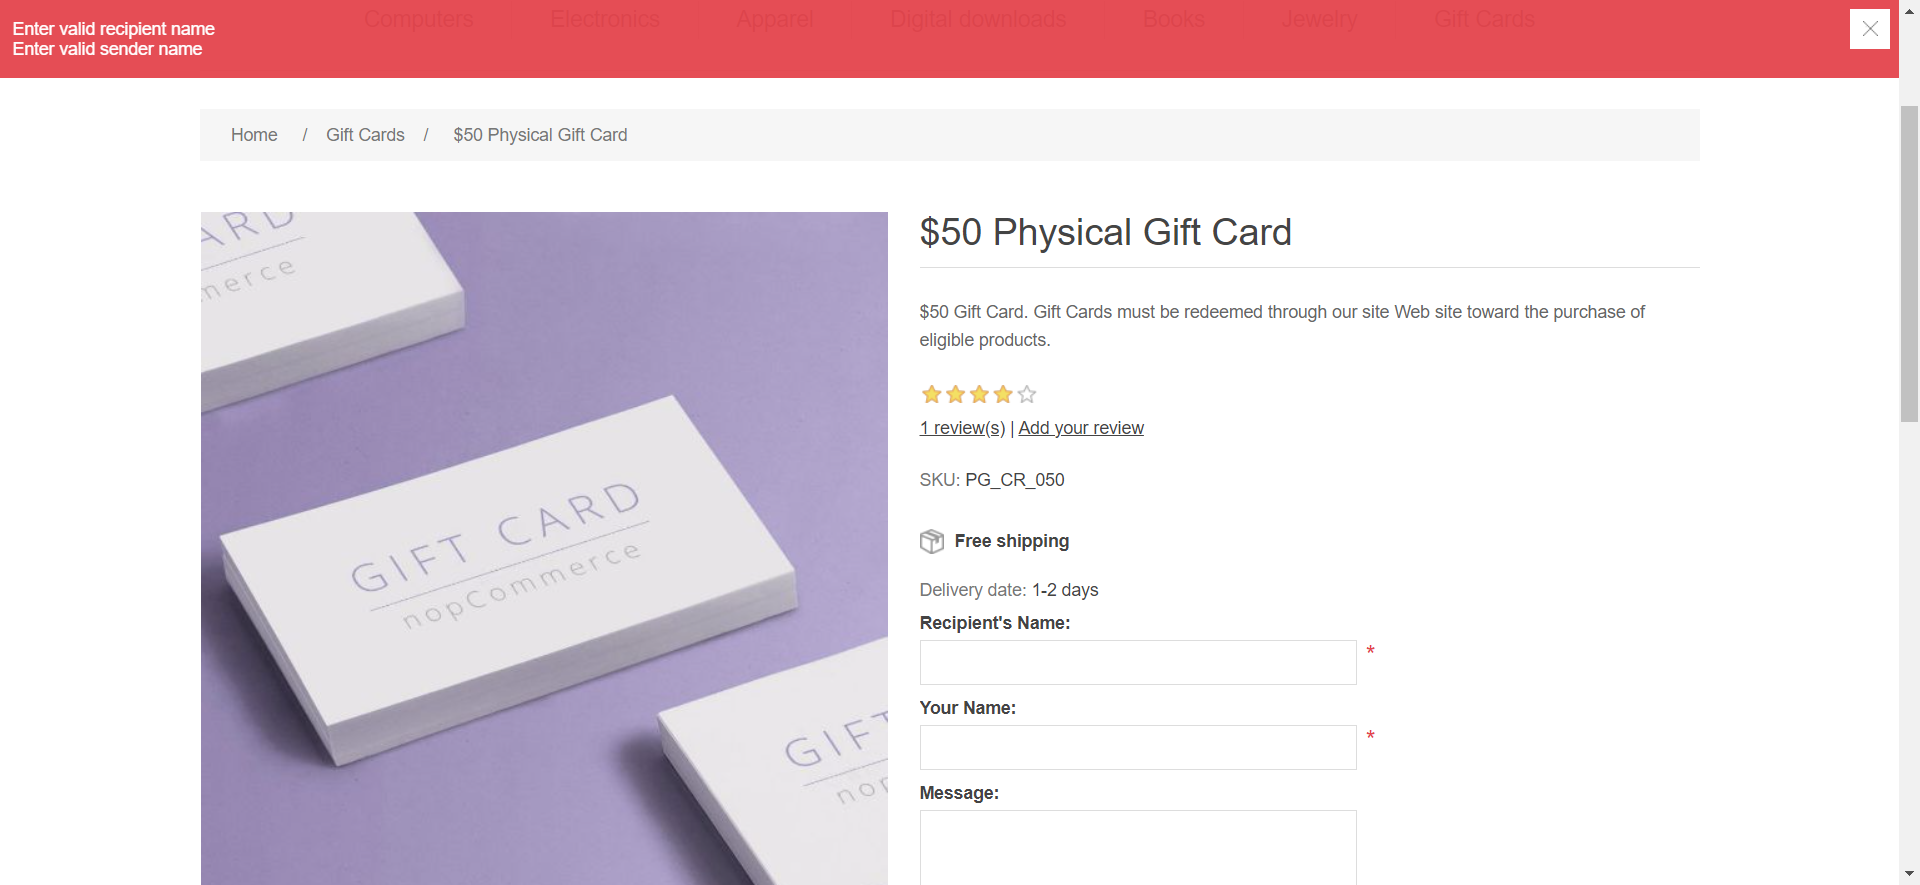 Computers Electronics Apparel Digital downloads Books Jewelry Gift Cards
Enter valid recipient name
Enter valid sender name
Home / Gift Cards / $50 Physical Gift Card
ARD
merce
GIFT CARD
nopCommerce
GIFT
nop
$50 Physical Gift Card
$50 Gift Card. Gift Cards must be redeemed through our site Web site toward the purchase of
eligible products.
1 review(s) | Add your review
SKU: PG_CR_050
Free shipping
Delivery date: 1-2 days
Recipient's Name:
*
Your Name:
*
Message: